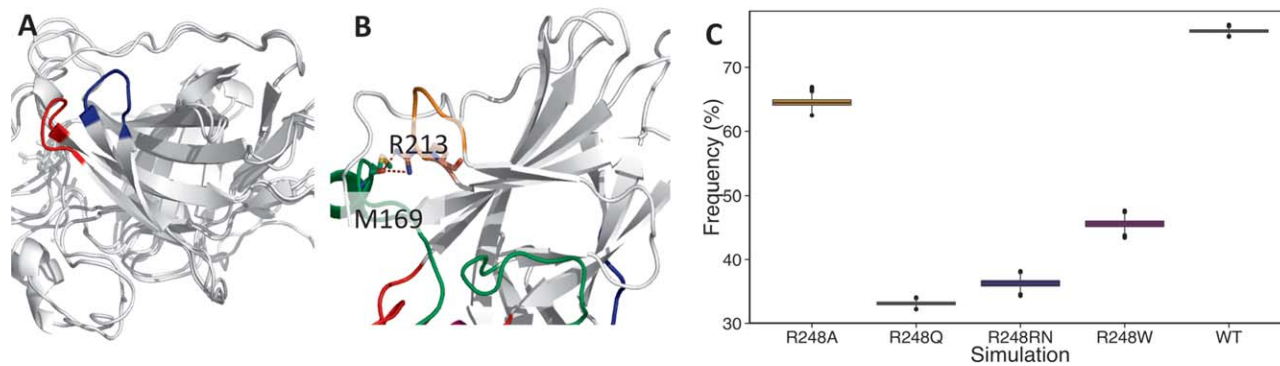 A
B
R213
M169
C
Frequency (%)
70
60
50
40
30
R248A R248Q R248RN R248W WT
Simulation